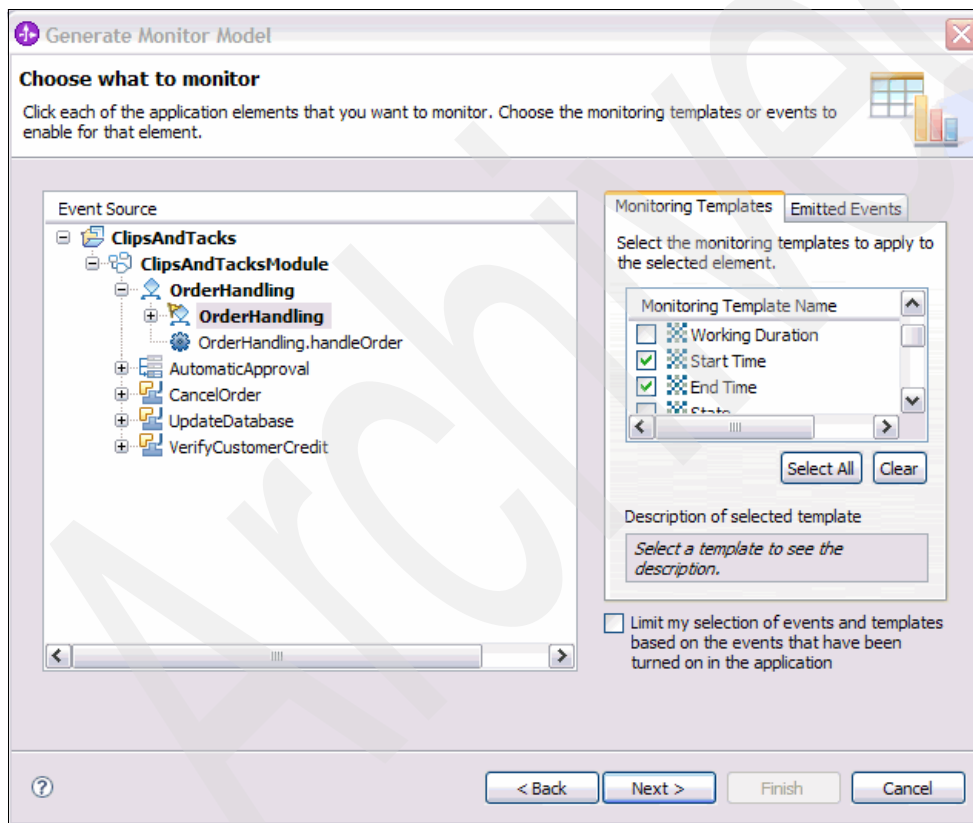 Generate Monitor Model
Choose what to monitor
Click each of the application elements that you want to monitor. Choose the monitoring templates or events to
enable for that element.
Event Source
ClipsAndTacks
ClipsAndTacksModule
OrderHandling
OrderHandling
OrderHandling.handleOrder
AutomaticApproval
CancelOrder
UpdateDatabase
VerifyCustomerCredit
Monitoring Templates
Emitted Events
Select the monitoring templates to apply to
the selected element.
Monitoring Template Name
Working Duration
Start Time
End Time
State
Select All
Clear
Description of selected template
Select a template to see the
description.
Limit my selection of events and templates
based on the events that have been
turned on in the application
?
< Back
Next >
Finish
Cancel